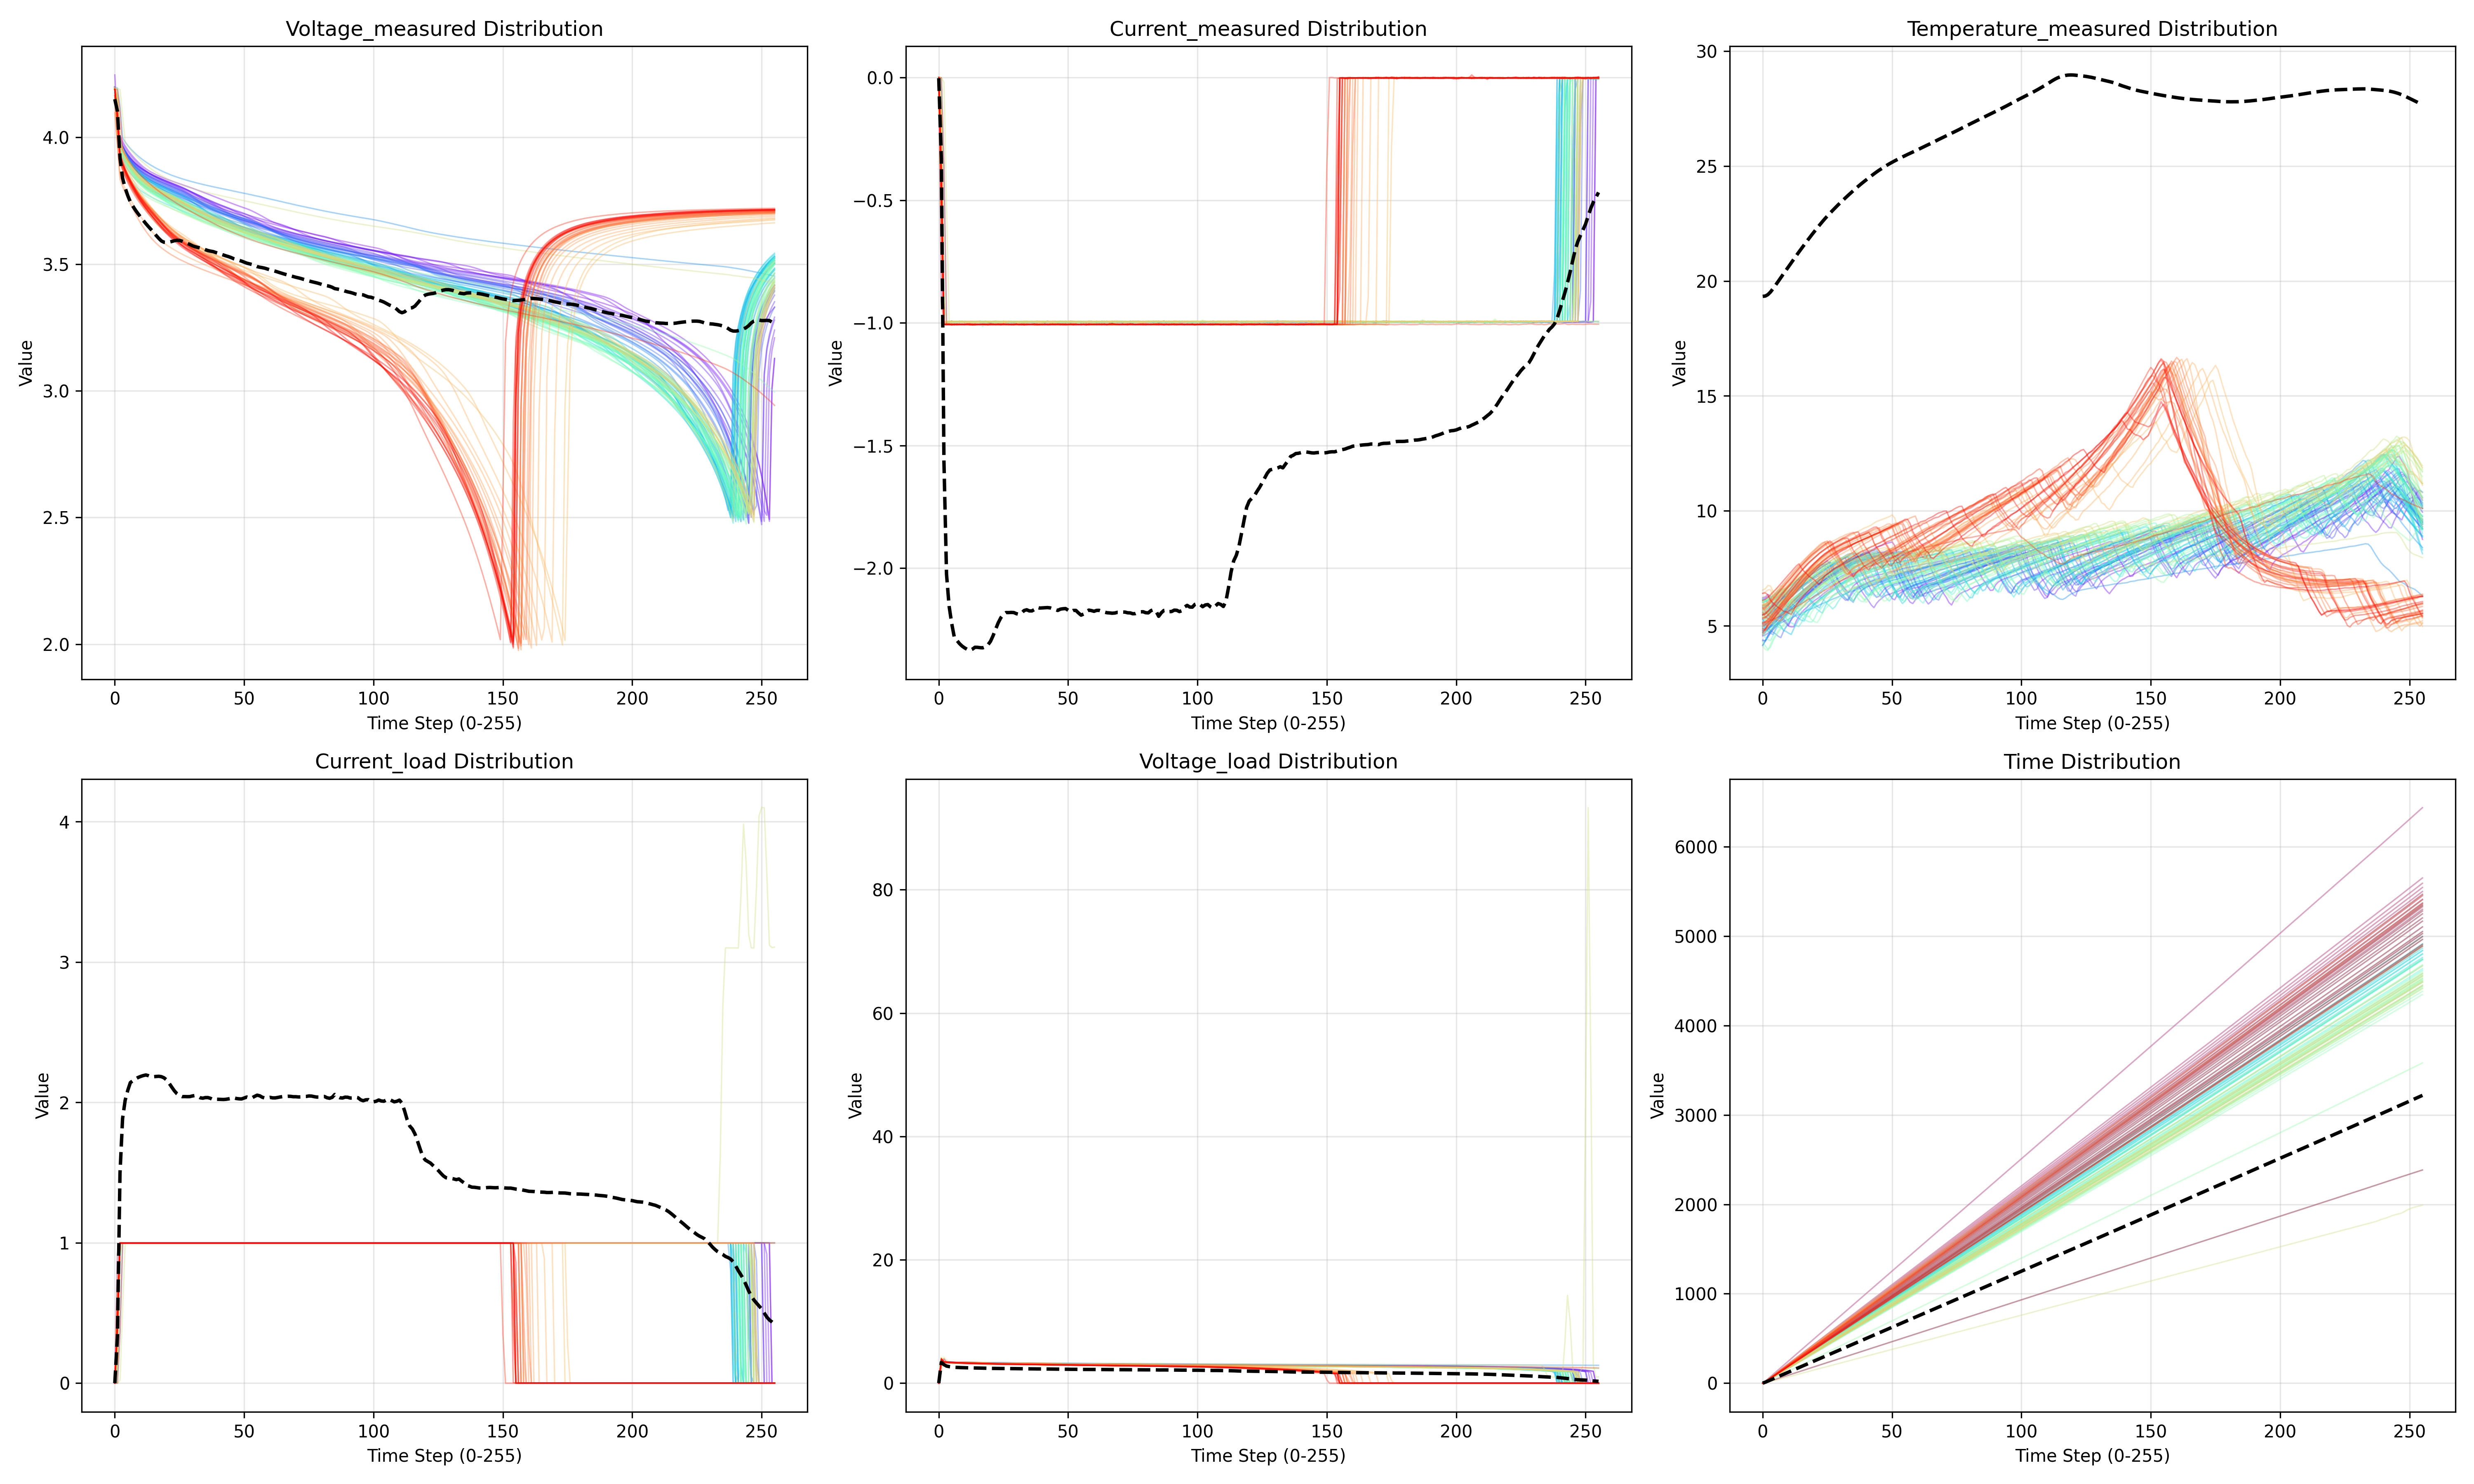 Voltage_measured Distribution
Value
4.0
3.5
3.0
2.5
2.0
0 50 100 150 200 250
Time Step (0-255)
Current_measured Distribution
Value
0.0
−0.5
−1.0
−1.5
−2.0
0 50 100 150 200 250
Time Step (0-255)
Temperature_measured Distribution
Value
30
25
20
15
10
5
0 50 100 150 200 250
Time Step (0-255)
Current_load Distribution
Value
4
3
2
1
0
0 50 100 150 200 250
Time Step (0-255)
Voltage_load Distribution
Value
80
60
40
20
0
0 50 100 150 200 250
Time Step (0-255)
Time Distribution
Value
6000
5000
4000
3000
2000
1000
0
0 50 100 150 200 250
Time Step (0-255)